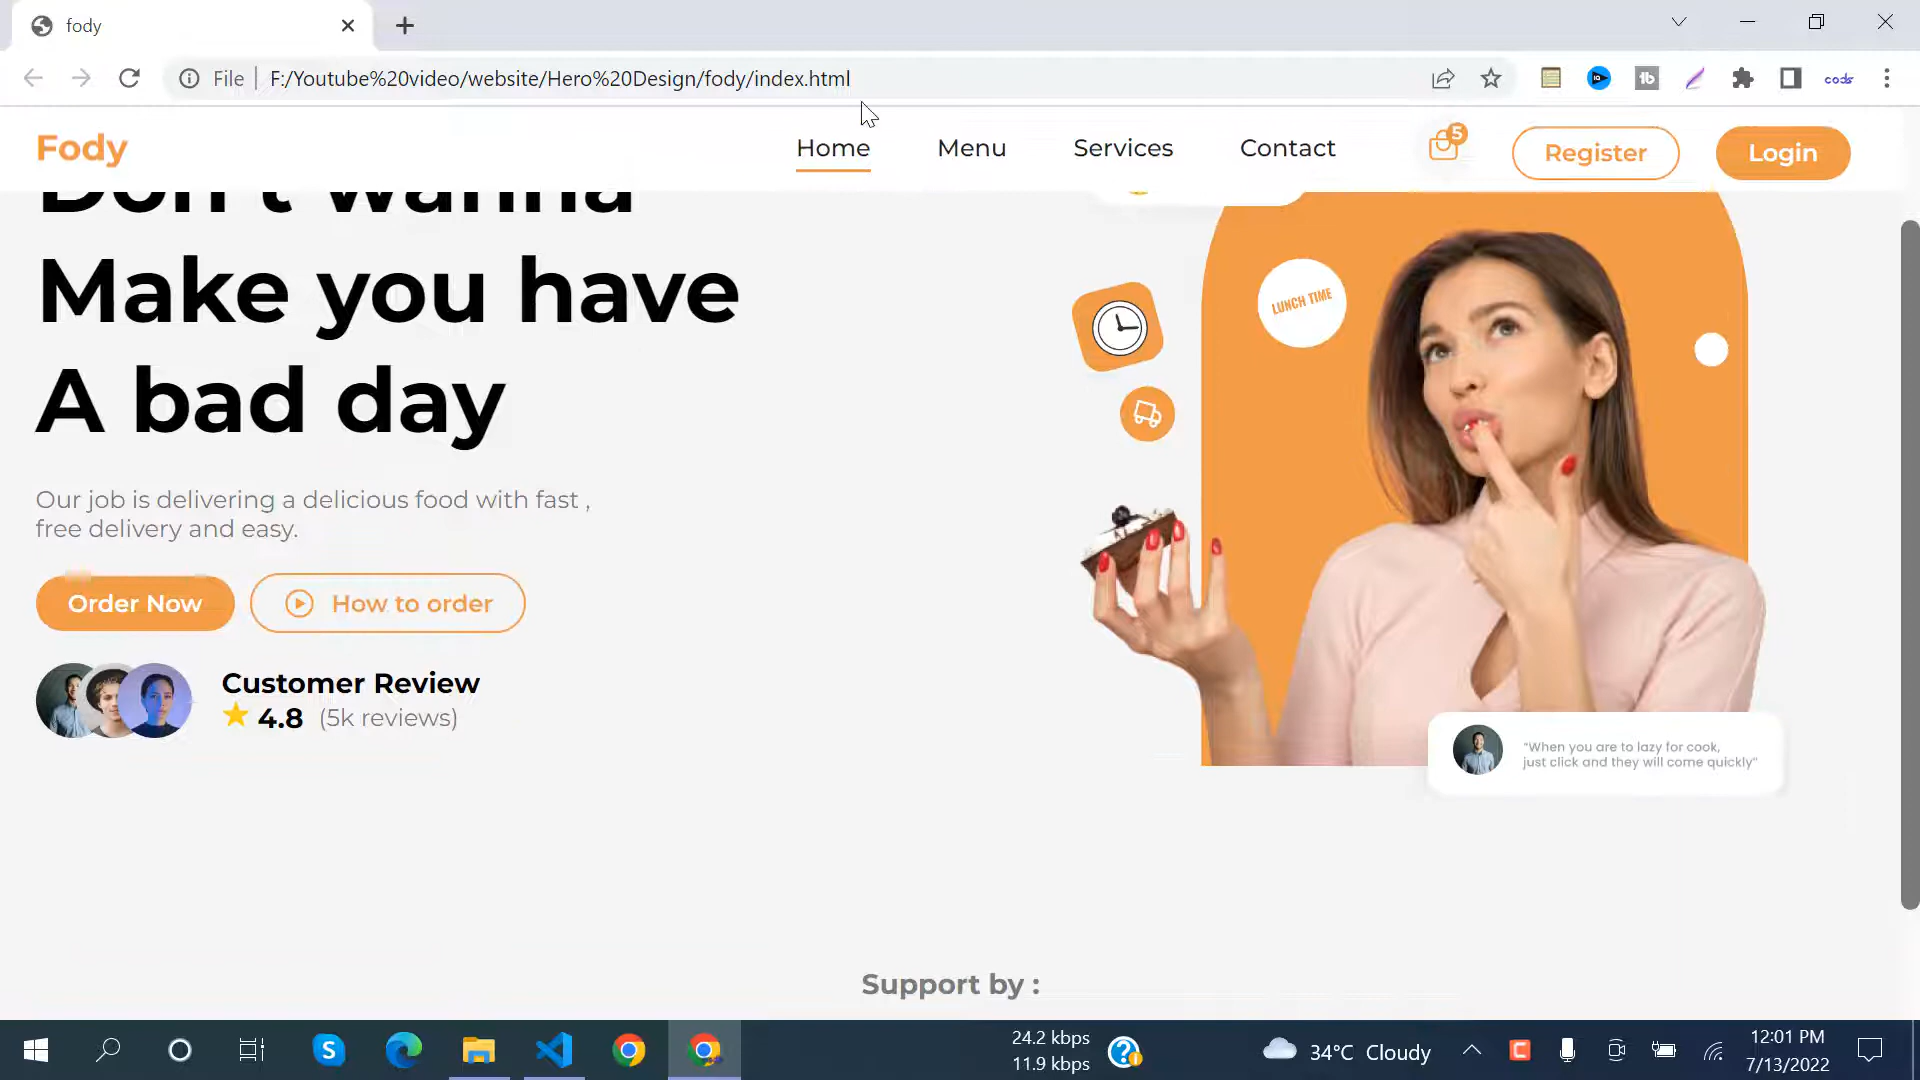 fody
File
F:/Youtube%20video/website/Hero%20Design/fody/index.html
Fody
Home
Menu
Services
Contact
5
Register
Login
Don't wanna
Make you have
A bad day
Our job is delivering a delicious food with fast ,
free delivery and easy.
Order Now
How to order
Customer Review
4.8 (5k reviews)
LUNCH TIME
"When you are to lazy for cook,
just click and they will come quickly"
Support by :
24.2 kbps
11.9 kbps
34°C Cloudy
12:01 PM
7/13/2022